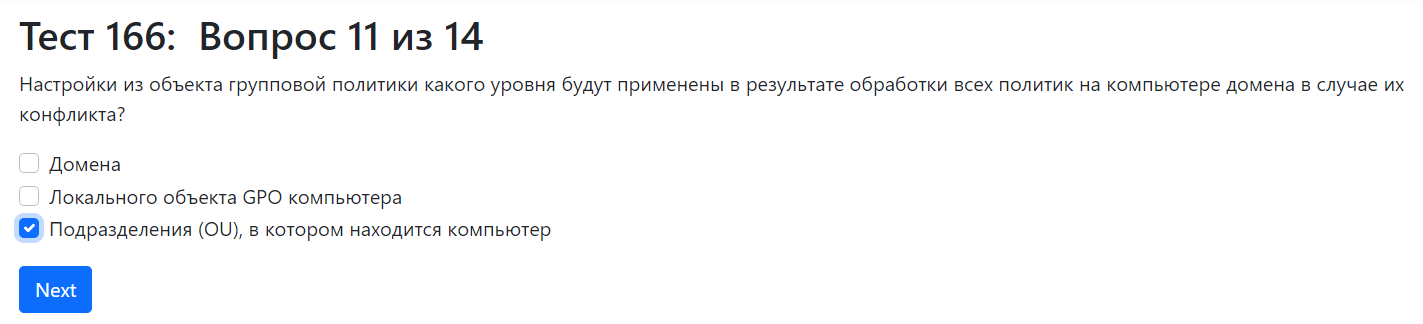 Тест 166: Вопрос 11 из 14
Настройки из объекта групповой политики какого уровня будут применены в результате обработки всех политик на компьютере домена в случае их
конфликта?
Домена
Локального объекта GPO компьютера
Подразделения (OU), в котором находится компьютер
Next